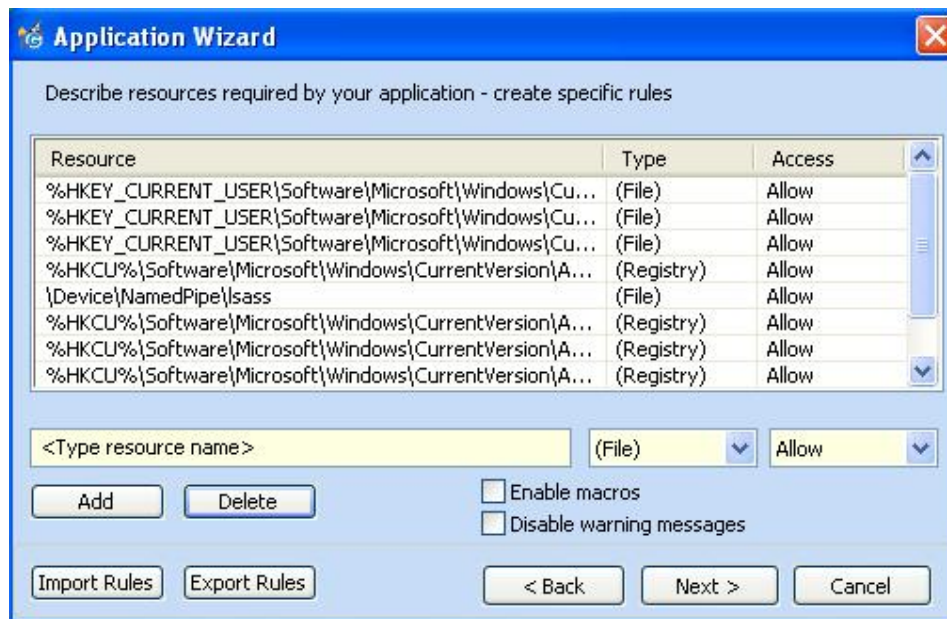 Application Wizard
Describe resources required by your application - create specific rules
Resource Type Access
%HKEY_CURRENT_USER\Software\Microsoft\Windows\Cu... (File) Allow
%HKEY_CURRENT_USER\Software\Microsoft\Windows\Cu... (File) Allow
%HKEY_CURRENT_USER\Software\Microsoft\Windows\Cu... (File) Allow
%HKCU%\Software\Microsoft\Windows\CurrentVersion\A... (Registry) Allow
\Device\NamedPipe\lsass (File) Allow
%HKCU%\Software\Microsoft\Windows\CurrentVersion\A... (Registry) Allow
%HKCU%\Software\Microsoft\Windows\CurrentVersion\A... (Registry) Allow
%HKCU%\Software\Microsoft\Windows\CurrentVersion\A... (Registry) Allow
<Type resource name> (File) Allow
Add Delete Enable macros
Disable warning messages
Import Rules Export Rules < Back Next > Cancel